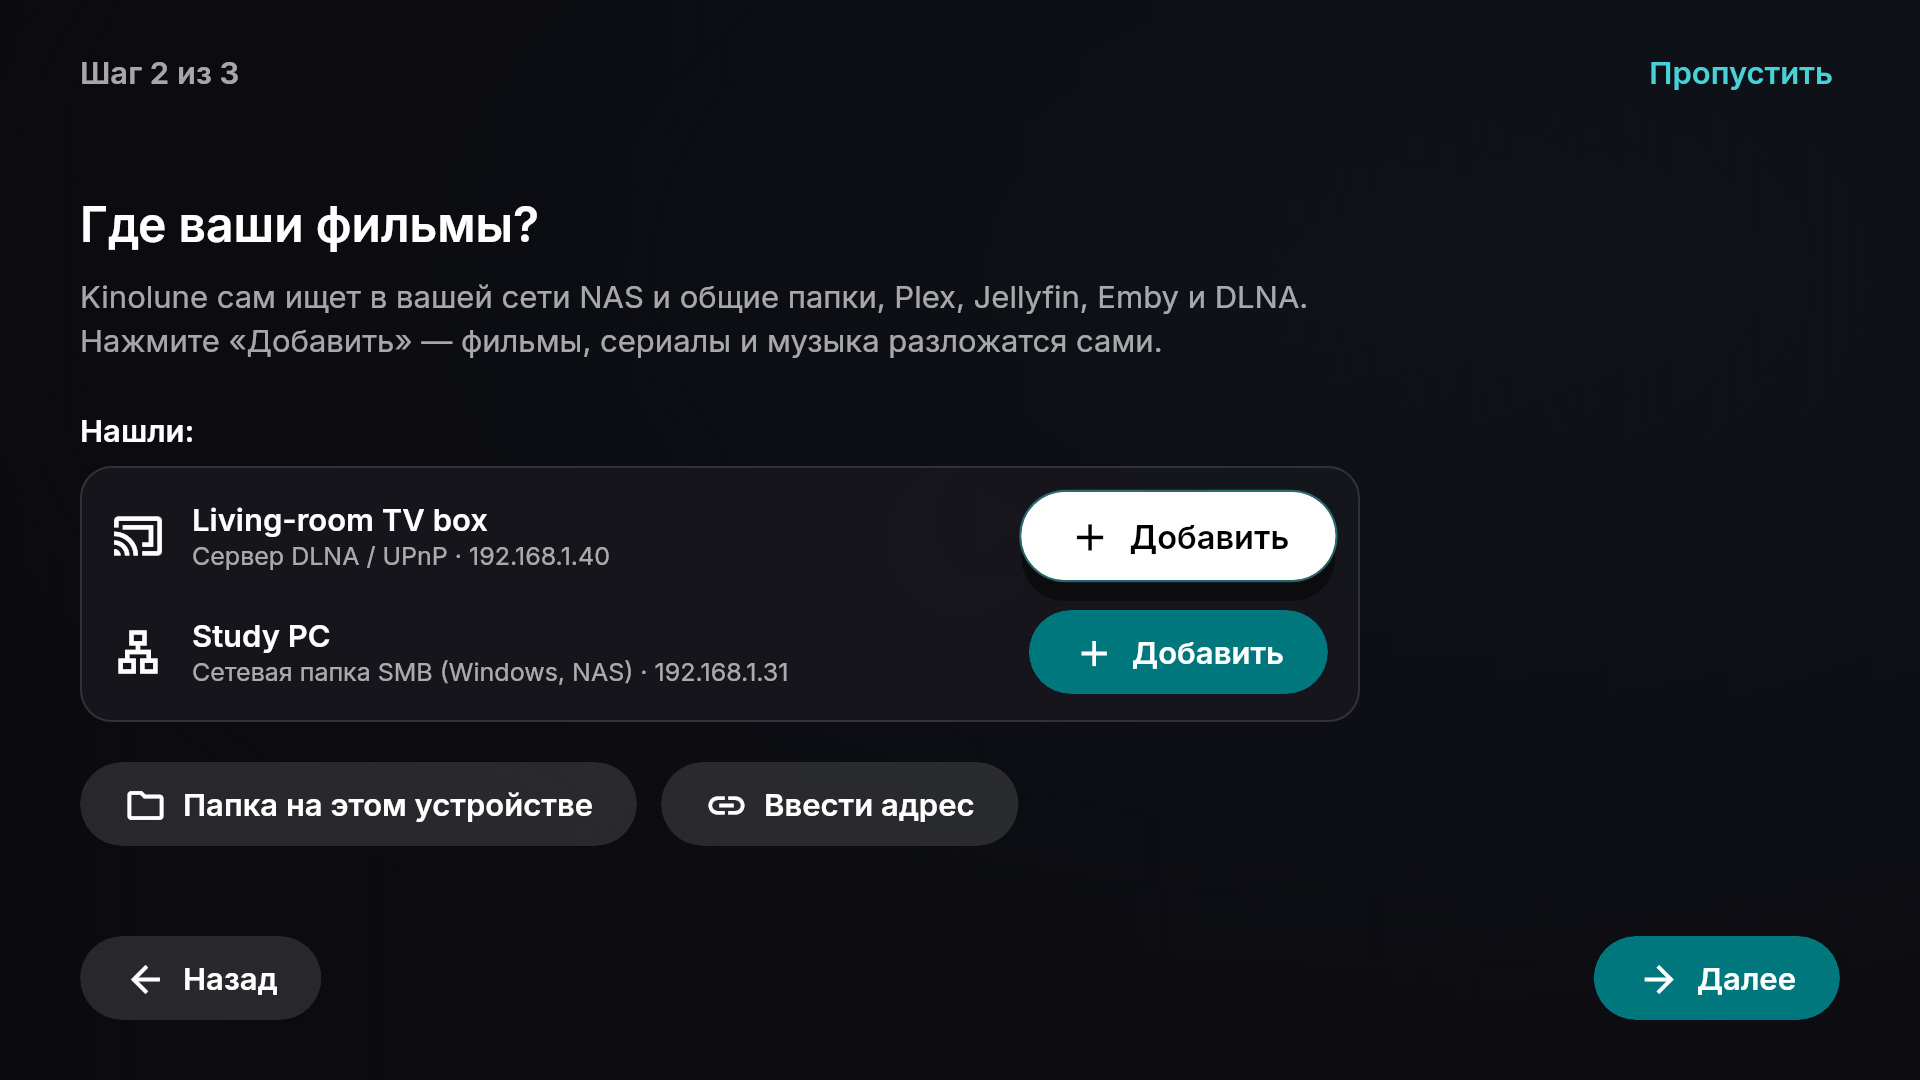 Шаг 2 из 3
Пропустить
Где ваши фильмы?
Kinolune сам ищет в вашей сети NAS и общие папки, Plex, Jellyfin, Emby и DLNA.
Нажмите «Добавить» — фильмы, сериалы и музыка разложатся сами.
Нашли:
Living-room TV box
Сервер DLNA / UPnP · 192.168.1.40
Добавить
Study PC
Сетевая папка SMB (Windows, NAS) · 192.168.1.31
Добавить
Папка на этом устройстве
Ввести адрес
Назад
Далее